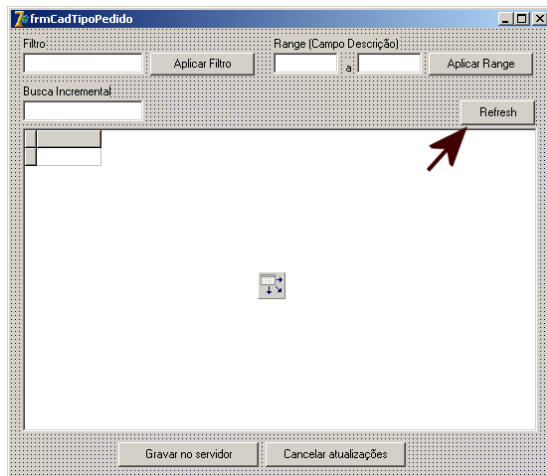 frmCadTipoPedido
Filtro Range (Campo Descrição)
Aplicar Filtro a Aplicar Range
Busca Incremental
Refresh
Gravar no servidor Cancelar atualizações